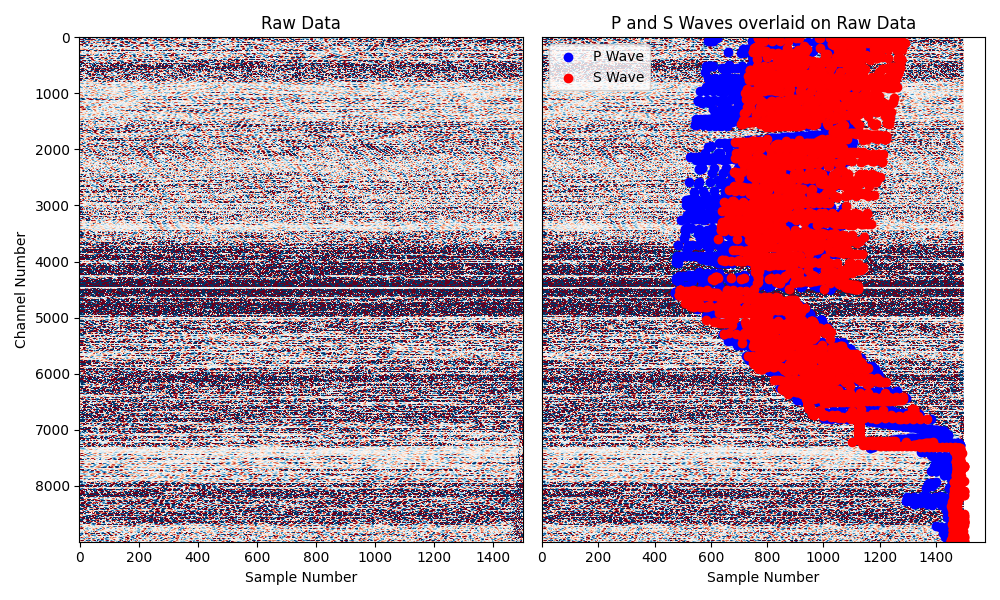 Raw Data
P and S Waves overlaid on Raw Data
Channel Number
0
1000
2000
3000
4000
5000
6000
7000
8000
0 200 400 600 800 1000 1200 1400
Sample Number
P Wave
S Wave
0 200 400 600 800 1000 1200 1400
Sample Number